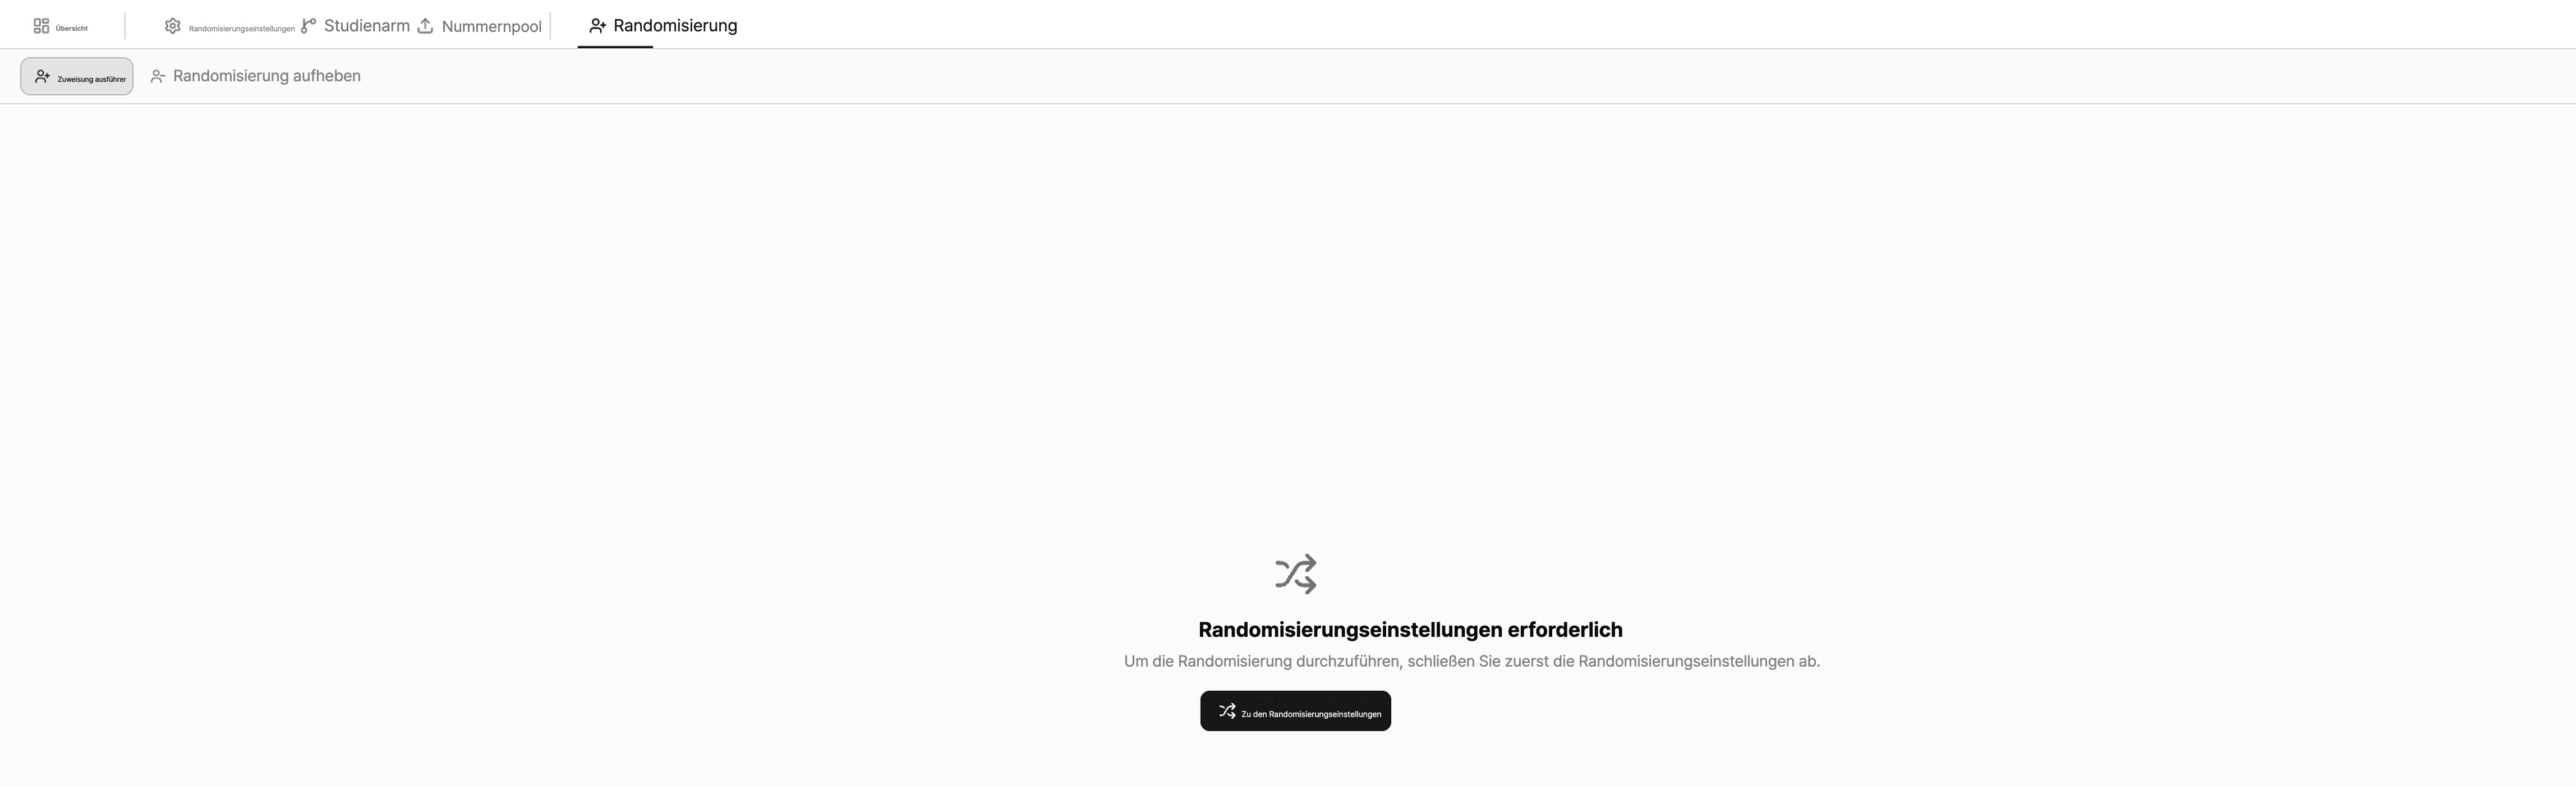 Übersicht Randomisierungseinstellungen Studienarm Nummernpool Randomisierung
Zuweisung ausführer Randomisierung aufheben
Randomisierungseinstellungen erforderlich
Um die Randomisierung durchzuführen, schließen Sie zuerst die Randomisierungseinstellungen ab.
Zu den Randomisierungseinstellungen